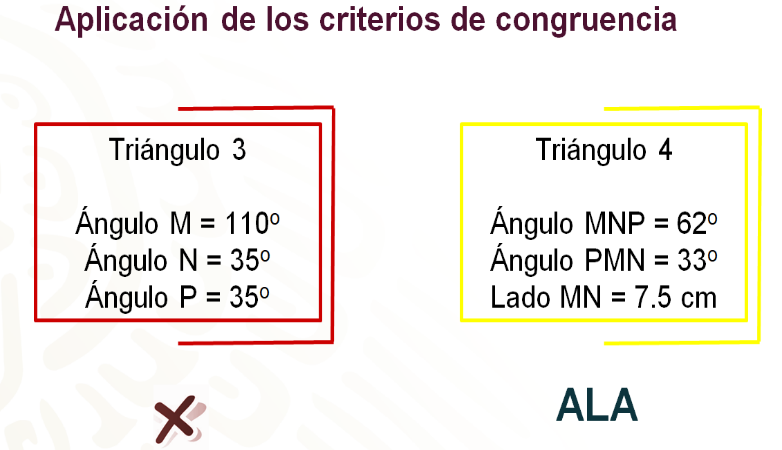 Aplicación de los criterios de congruencia
Triángulo 3
Ángulo M = 110º
Ángulo N = 35º
Ángulo P = 35º
Triángulo 4
Ángulo MNP = 62º
Ángulo PMN = 33º
Lado MN = 7.5 cm
ALA